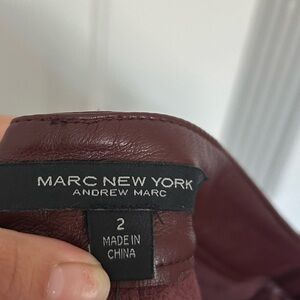 MARC NEW YORK
ANDREW MARC
2
MADE IN
CHINA